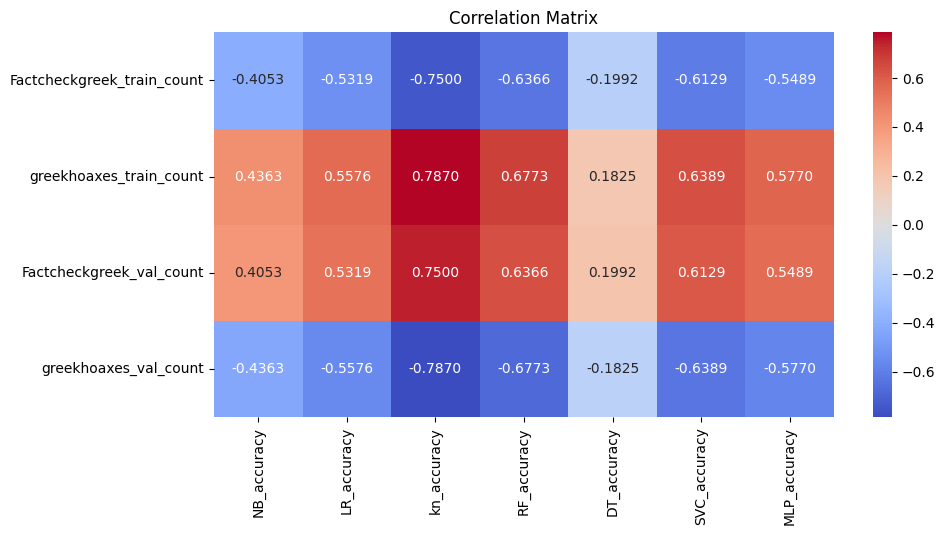 Correlation Matrix
Factcheckgreek_train_count -0.4053 -0.5319 -0.7500 -0.6366 -0.1992 -0.6129 -0.5489
greekhoaxes_train_count 0.4363 0.5576 0.7870 0.6773 0.1825 0.6389 0.5770
Factcheckgreek_val_count 0.4053 0.5319 0.7500 0.6366 0.1992 0.6129 0.5489
greekhoaxes_val_count -0.4363 -0.5576 -0.7870 -0.6773 -0.1825 -0.6389 -0.5770
NB_accuracy
LR_accuracy
kn_accuracy
RF_accuracy
DT_accuracy
SVC_accuracy
MLP_accuracy
0.6
0.4
0.2
0.0
−0.2
−0.4
−0.6